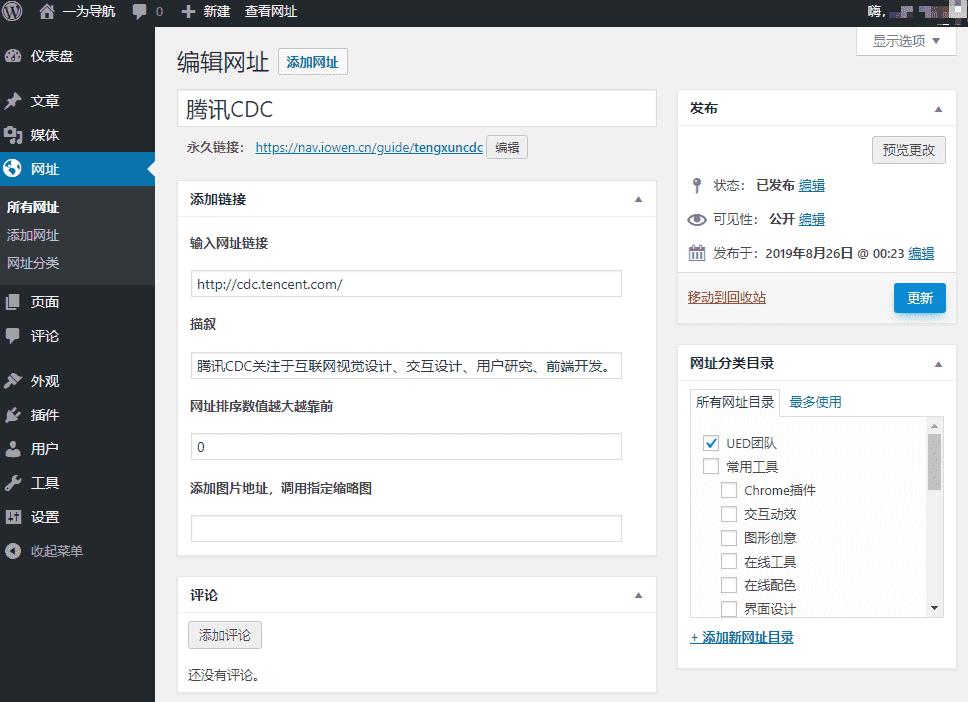 一为导航 0 新建 查看网址 嗨,
显示选项
仪表盘
文章
媒体
网址
所有网址
添加网址
网址分类
页面
评论
外观
插件
用户
工具
设置
收起菜单
编辑网址 添加网址
腾讯CDC
永久链接: https://nav.iowen.cn/guide/tengxuncdc 编辑
添加链接
输入网址链接
http://cdc.tencent.com/
描叙
腾讯CDC关注于互联网视觉设计、交互设计、用户研究、前端开发。
网址排序数值越大越靠前
0
添加图片地址，调用指定缩略图
评论
添加评论
还没有评论。
发布
预览更改
状态: 已发布 编辑
可见性: 公开 编辑
发布于: 2019年8月26日 @ 00:23 编辑
移动到回收站 更新
网址分类目录
所有网址目录 最多使用
UED团队
常用工具
Chrome插件
交互动效
图形创意
在线工具
在线配色
界面设计
+ 添加新网址目录